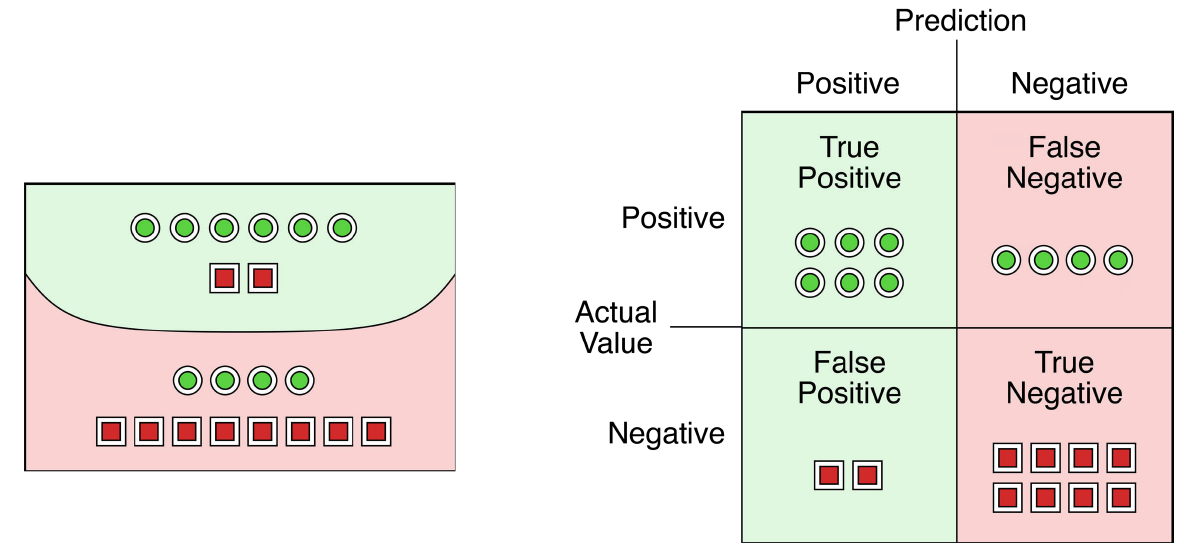 Prediction
Positive
Negative
True
Positive
False
Negative
Positive
Actual
Value
False
Positive
True
Negative
Negative